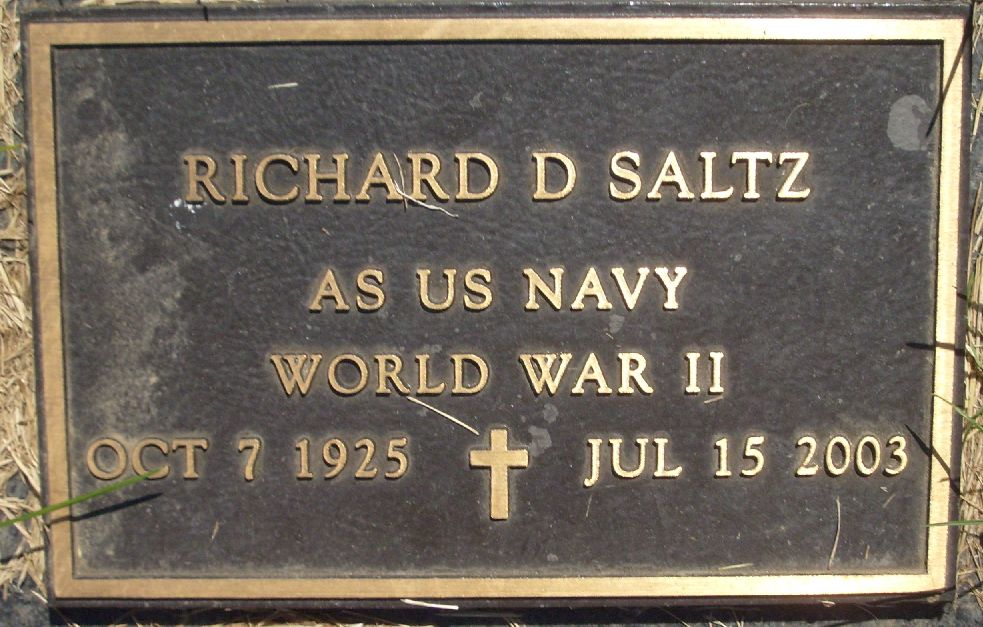 RICHARD D SALTZ
AS US NAVY
WORLD WAR II
OCT 7 1925 JUL 15 2003